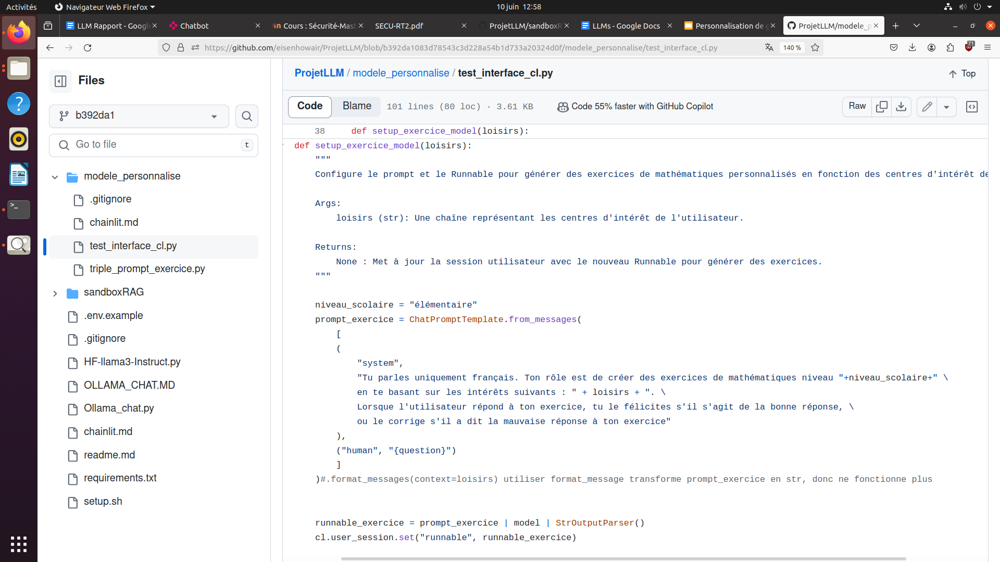 Activités
Navigateur Web Firefox
10 juin 12:58
LLM Rapport - Google
Chatbot
Cours : Sécurité-Mast
SECU-RT2.pdf
ProjetLLM/sandboxR
LLMs - Google Docs
Personnalisation de g
ProjetLLM/modele_p
https://github.com/eisenhowair/ProjetLLM/blob/b392da1083d78543c3d228a54b1d733a20324d0f/modele_personnalise/test_interface_cl.py
140 %
71
Files
b392da1
Go to file
t
modele_personnalise
.gitignore
chainlit.md
test_interface_cl.py
triple_prompt_exercice.py
sandboxRAG
.env.example
.gitignore
HF-llama3-Instruct.py
OLLAMA_CHAT.MD
Ollama_chat.py
chainlit.md
readme.md
requirements.txt
setup.sh
ProjetLLM / modele_personnalise / test_interface_cl.py
Top
Code
Blame
101 lines (80 loc) · 3.61 KB
Code 55% faster with GitHub Copilot
Raw
38 def setup_exercice_model(loisirs):
def setup_exercice_model(loisirs):
"""
Configure le prompt et le Runnable pour générer des exercices de mathématiques personnalisés en fonction des centres d'intérêt de
Args:
loisirs (str): Une chaîne représentant les centres d'intérêt de l'utilisateur.
Returns:
None : Met à jour la session utilisateur avec le nouveau Runnable pour générer des exercices.
"""
niveau_scolaire = "élémentaire"
prompt_exercice = ChatPromptTemplate.from_messages(
[
(
"system",
"Tu parles uniquement français. Ton rôle est de créer des exercices de mathématiques niveau "+niveau_scolaire+" \
en te basant sur les intérêts suivants : " + loisirs + ". \
Lorsque l'utilisateur répond à ton exercice, tu le félicites s'il s'agit de la bonne réponse, \
ou le corrige s'il a dit la mauvaise réponse à ton exercice"
),
("human", "{question}")
]
)#.format_messages(context=loisirs) utiliser format_message transforme prompt_exercice en str, donc ne fonctionne plus
runnable_exercice = prompt_exercice | model | StrOutputParser()
cl.user_session.set("runnable", runnable_exercice)